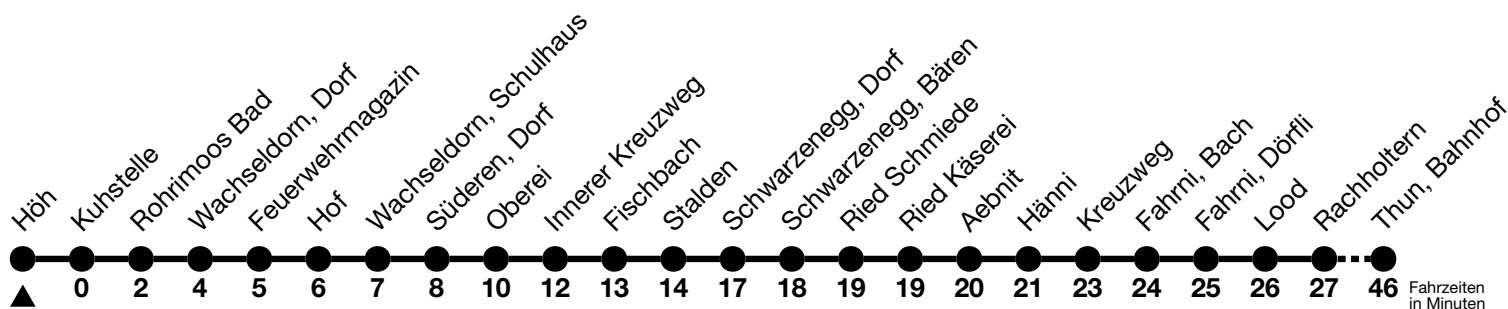 Höh
Kuhstelle
Rohrimoos Bad
Wachseldorn, Dorf
Feuerwehrmagazin
Hof
Wachseldorn, Schulhaus
Süderen, Dorf
Oberei
Innerer Kreuzweg
Fischbach
Stalden
Schwarzenegg, Dorf
Schwarzenegg, Bären
Ried Schmiede
Ried Käserei
Aebnit
Hänni
Kreuzweg
Fahrni, Bach
Fahrni, Dörfli
Lood
Rachholtern
Thun, Bahnhof
0 2 4 5 6 7 8 10 12 13 14 17 18 19 19 20 21 23 24 25 26 27 46
Fahrzeiten
in Minuten